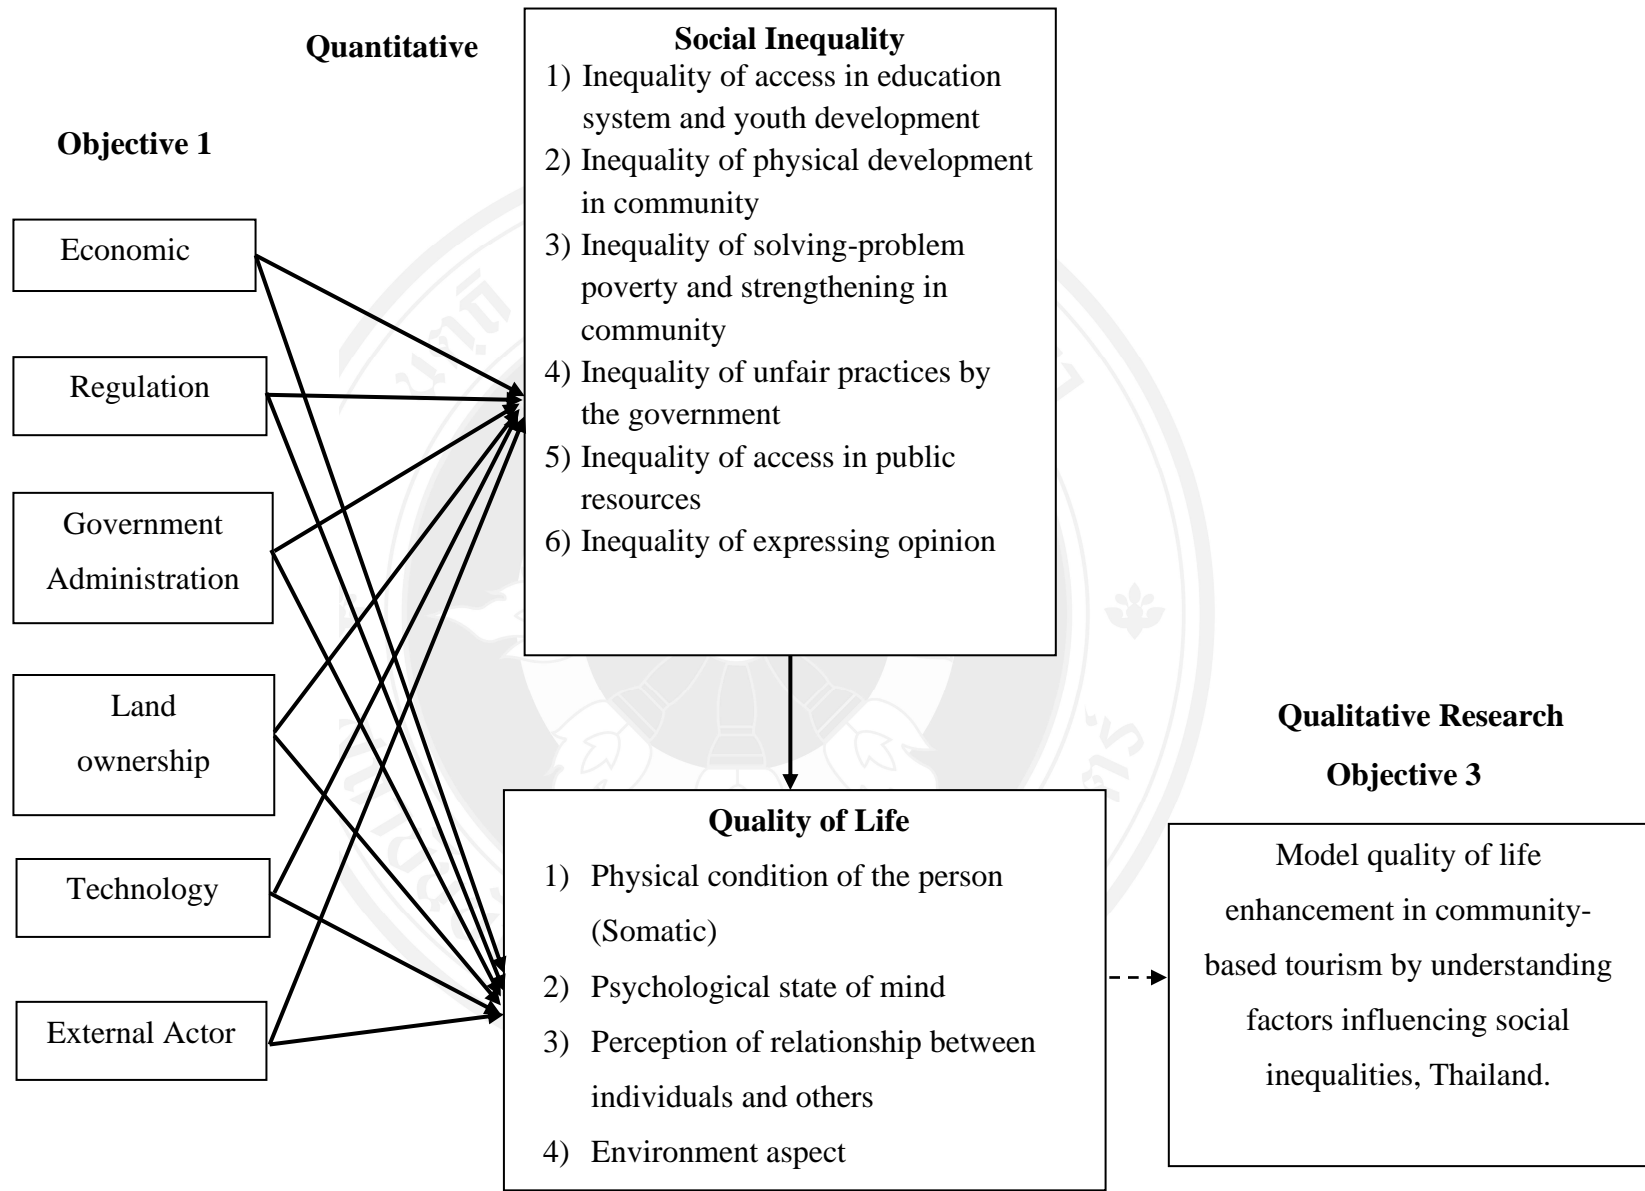 Quantitative
Objective 1
Economic
Regulation
Government
Administration
Land
ownership
Technology
External Actor
Social Inequality
1) Inequality of access in education
system and youth development
2) Inequality of physical development
in community
3) Inequality of solving-problem
poverty and strengthening in
community
4) Inequality of unfair practices by
the government
5) Inequality of access in public
resources
6) Inequality of expressing opinion
Quality of Life
1) Physical condition of the person
(Somatic)
2) Psychological state of mind
3) Perception of relationship between
individuals and others
4) Environment aspect
Qualitative Research
Objective 3
Model quality of life
enhancement in community-
based tourism by understanding
factors influencing social
inequalities, Thailand.